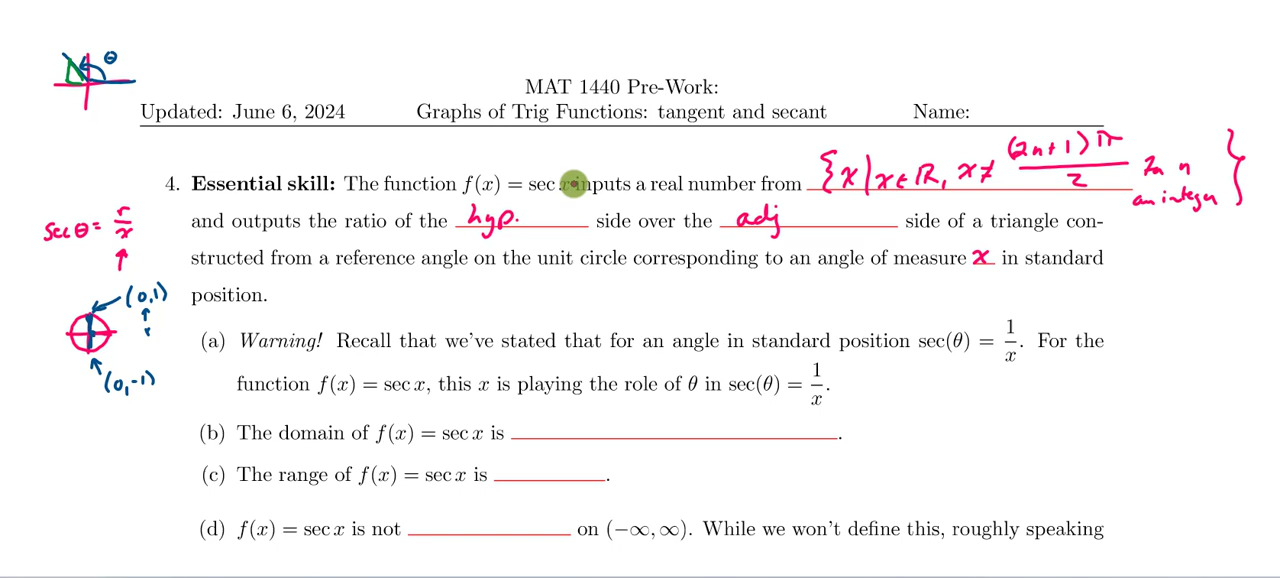 θ
MAT 1440 Pre-Work:
Updated: June 6, 2024 Graphs of Trig Functions: tangent and secant Name:
4. Essential skill: The function f(x) = sec x inputs a real number from {x | x ∈ ℝ, x ≠ (2n+1)π/2 for n an integer}
and outputs the ratio of the hyp. side over the adj side of a triangle con-
sec θ = r/x
structed from a reference angle on the unit circle corresponding to an angle of measure x in standard
position.
(0,1)
(0,-1)
(a) Warning! Recall that we've stated that for an angle in standard position sec(θ) = 1/x. For the
function f(x) = sec x, this x is playing the role of θ in sec(θ) = 1/x.
(b) The domain of f(x) = sec x is .
(c) The range of f(x) = sec x is .
(d) f(x) = sec x is not on (−∞, ∞). While we won't define this, roughly speaking